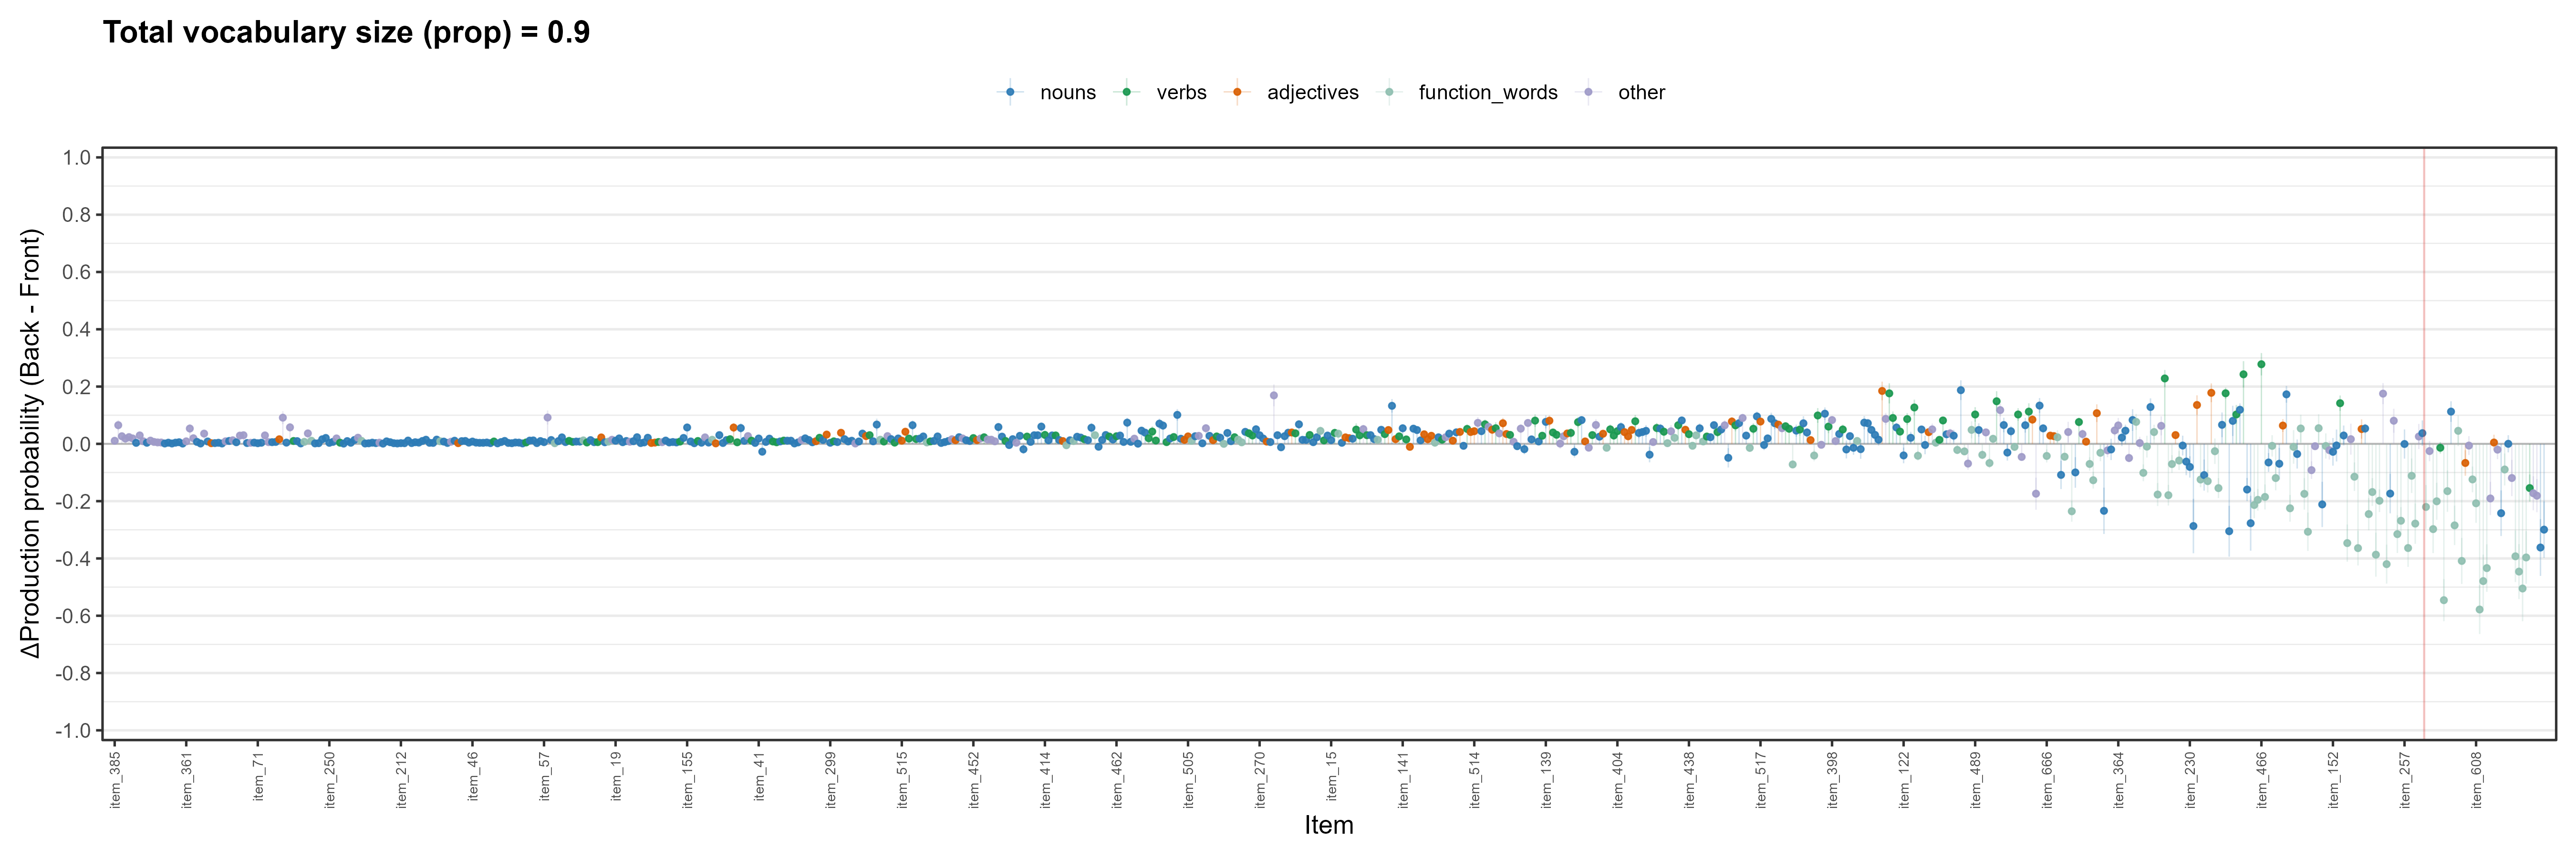 Total vocabulary size (prop) = 0.9
nouns verbs adjectives function_words other
ΔProduction probability (Back - Front)
1.0
0.8
0.6
0.4
0.2
0.0
-0.2
-0.4
-0.6
-0.8
-1.0
item_385 item_361 item_71 item_250 item_212 item_46 item_57 item_19 item_155 item_41 item_299 item_515 item_452 item_414 item_462 item_505 item_270 item_15 item_141 item_514 item_139 item_404 item_438 item_517 item_398 item_122 item_489 item_666 item_364 item_230 item_466 item_152 item_257 item_608
Item